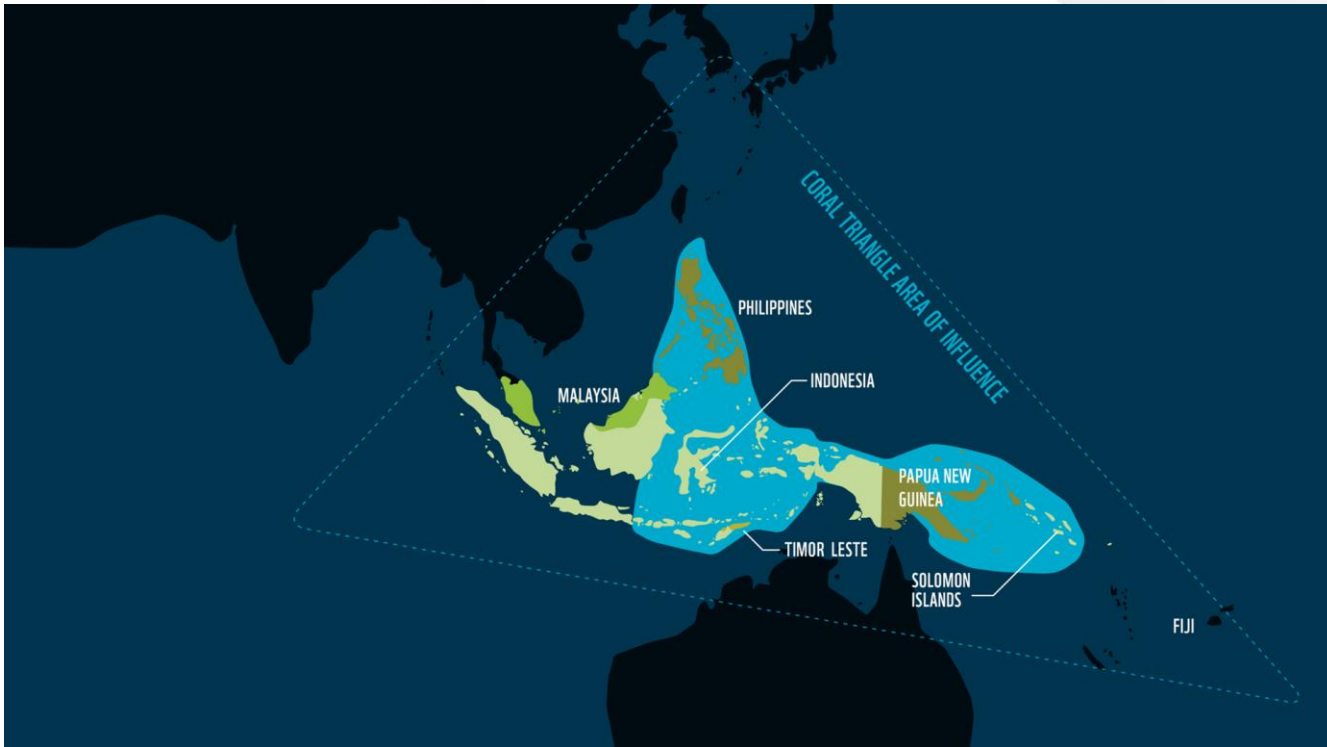 CORAL TRIANGLE AREA OF INFLUENCE
PHILIPPINES
INDONESIA
MALAYSIA
PAPUA NEW
GUINEA
TIMOR LESTE
SOLOMON
ISLANDS
FIJI